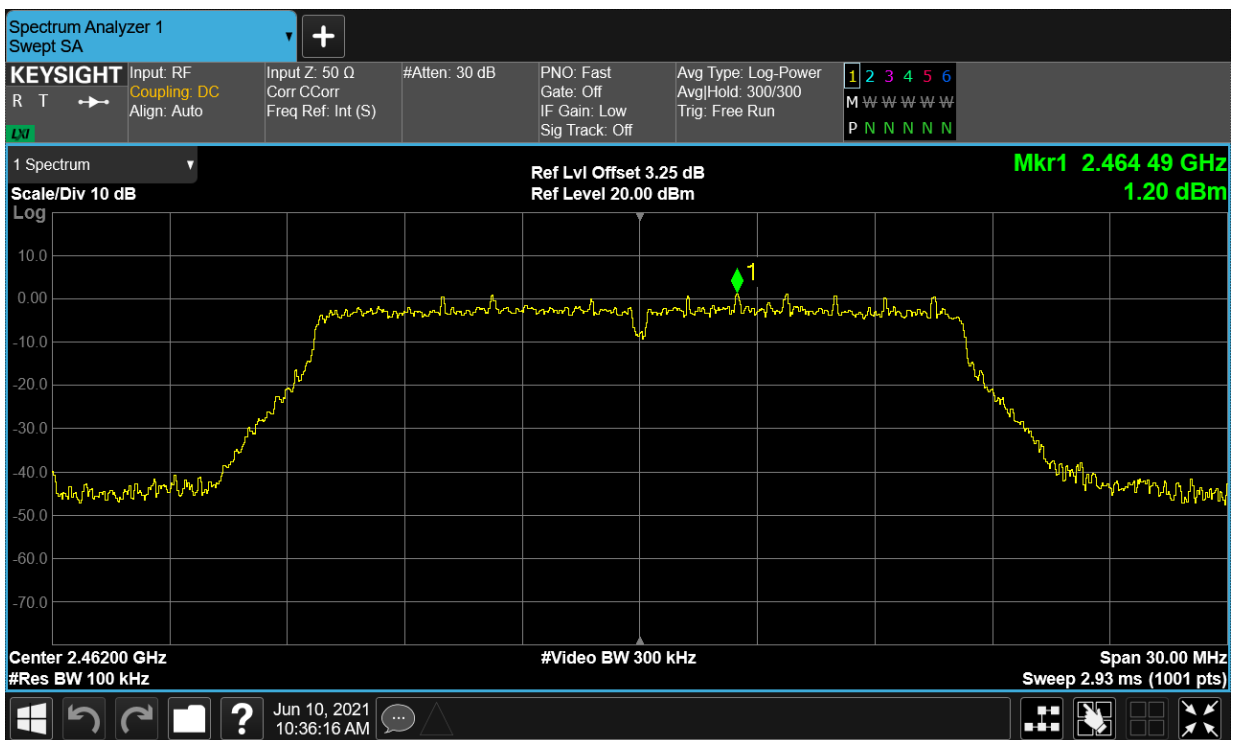 Spectrum Analyzer 1
Swept SA
KEYSIGHT
R T
LXI
Input: RF
Coupling: DC
Align: Auto
Input Z: 50 Ω
Corr CCorr
Freq Ref: Int (S)
#Atten: 30 dB
PNO: Fast
Gate: Off
IF Gain: Low
Sig Track: Off
Avg Type: Log-Power
Avg|Hold: 300/300
Trig: Free Run
1 2 3 4 5 6
M W W W W W
P N N N N N
1 Spectrum
Scale/Div 10 dB
Ref Lvl Offset 3.25 dB
Ref Level 20.00 dBm
Mkr1 2.464 49 GHz
1.20 dBm
Log
10.0
0.00
-10.0
-20.0
-30.0
-40.0
-50.0
-60.0
-70.0
1
Center 2.46200 GHz
#Res BW 100 kHz
#Video BW 300 kHz
Span 30.00 MHz
Sweep 2.93 ms (1001 pts)
?
Jun 10, 2021
10:36:16 AM